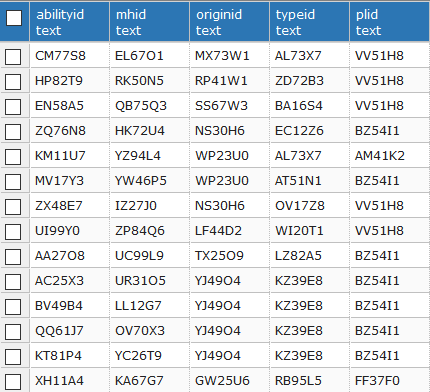 abilityid mhid originid typeid plid
text text text text text
CM77S8 EL67O1 MX73W1 AL73X7 VV51H8
HP82T9 RK50N5 RP41W1 ZD72B3 VV51H8
EN58A5 QB75Q3 SS67W3 BA16S4 VV51H8
ZQ76N8 HK72U4 NS30H6 EC12Z6 BZ54I1
KM11U7 YZ94L4 WP23U0 AL73X7 AM41K2
MV17Y3 YW46P5 WP23U0 AT51N1 BZ54I1
ZX48E7 IZ27J0 NS30H6 OV17Z8 VV51H8
UI99Y0 ZP84Q6 LF44D2 WI20T1 VV51H8
AA27O8 UC99L9 TX25O9 LZ82A5 BZ54I1
AC25X3 UR31O5 YJ49O4 KZ39E8 BZ54I1
BV49B4 LL12G7 YJ49O4 KZ39E8 BZ54I1
QQ61J7 OV70X3 YJ49O4 KZ39E8 BZ54I1
KT81P4 YC26T9 YJ49O4 KZ39E8 BZ54I1
XH11A4 KA67G7 GW25U6 RB95L5 FF37F0